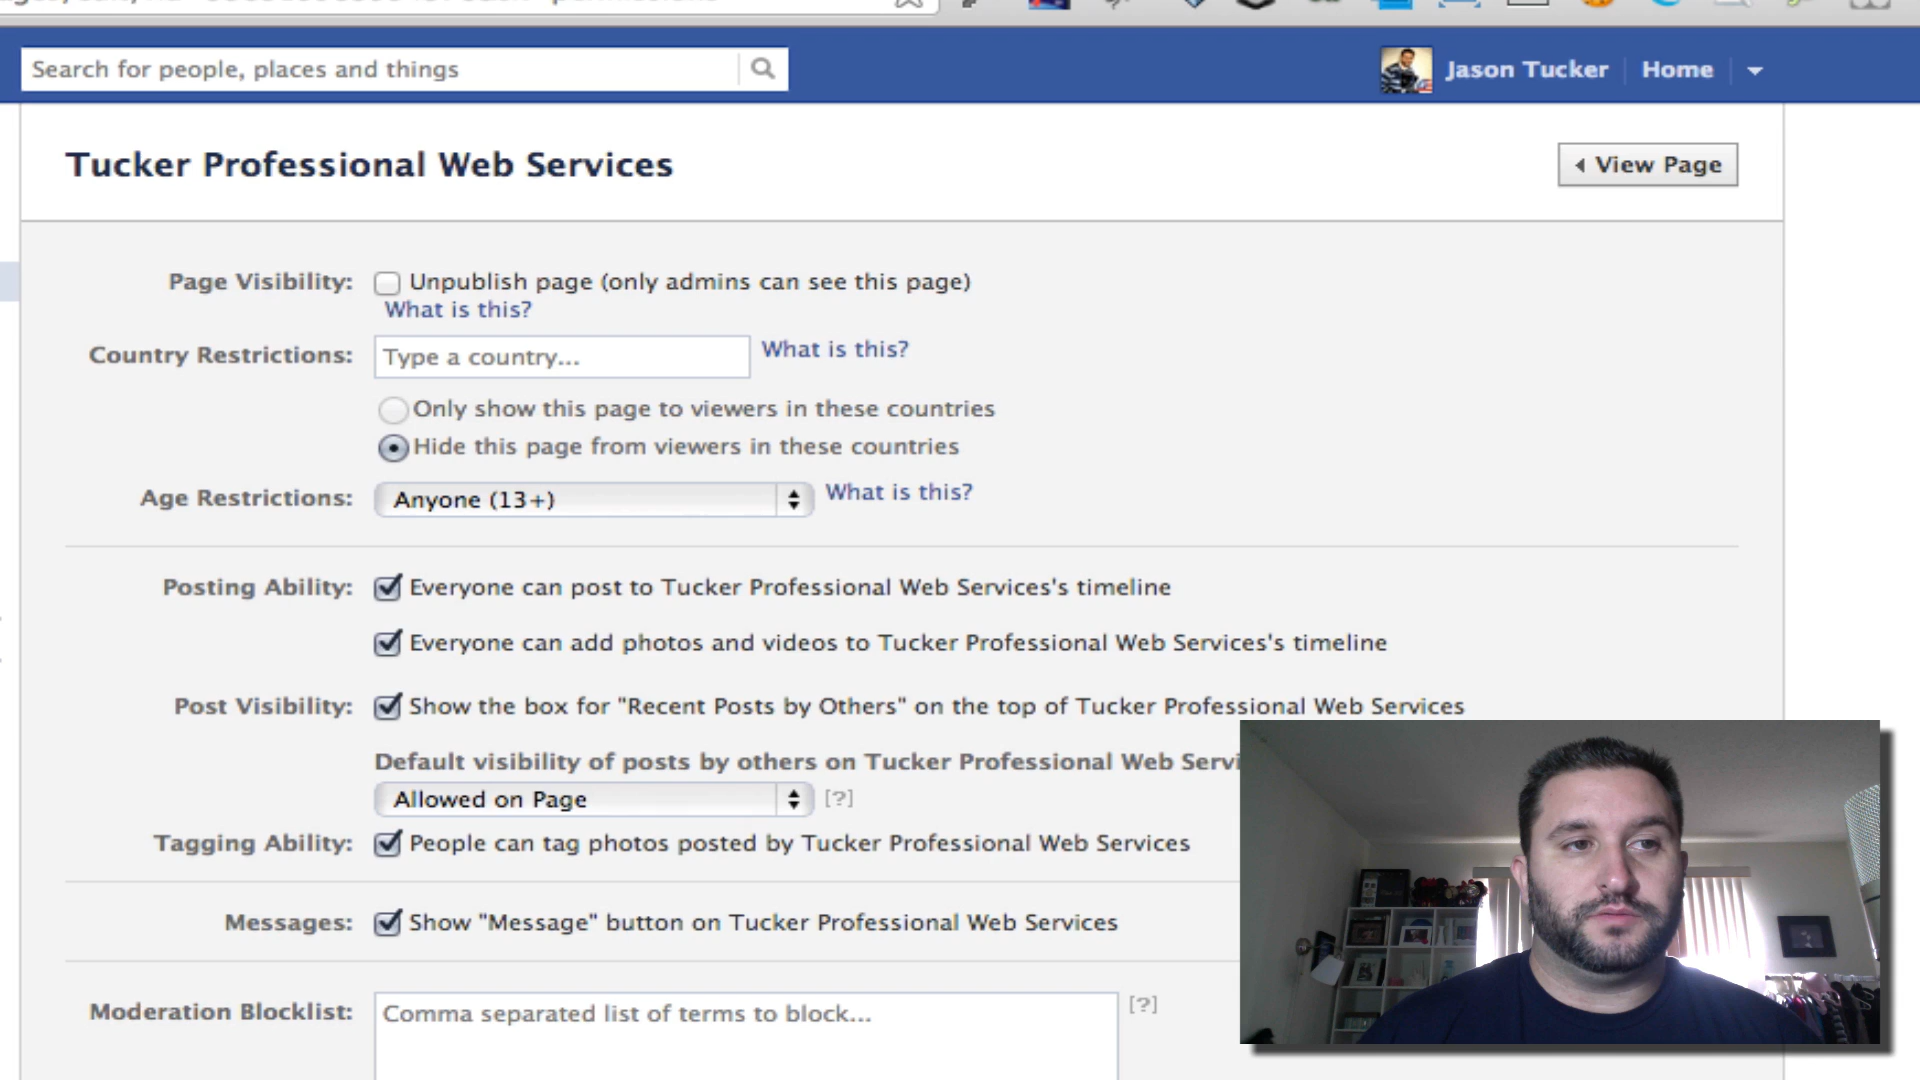 Search for people, places and things
Jason Tucker
Home
Tucker Professional Web Services
View Page
Page Visibility:
Unpublish page (only admins can see this page)
What is this?
Country Restrictions:
Type a country...
What is this?
Only show this page to viewers in these countries
Hide this page from viewers in these countries
Age Restrictions:
Anyone (13+)
What is this?
Posting Ability:
Everyone can post to Tucker Professional Web Services's timeline
Everyone can add photos and videos to Tucker Professional Web Services's timeline
Post Visibility:
Show the box for "Recent Posts by Others" on the top of Tucker Professional Web Services
Default visibility of posts by others on Tucker Professional Web Servi
Allowed on Page
[?]
Tagging Ability:
People can tag photos posted by Tucker Professional Web Services
Messages:
Show "Message" button on Tucker Professional Web Services
Moderation Blocklist:
Comma separated list of terms to block...
[?]